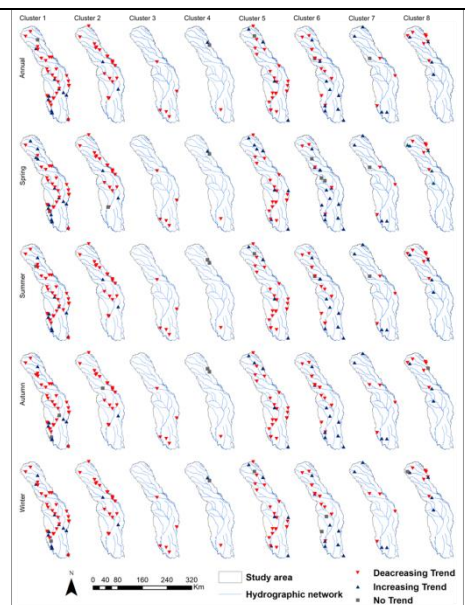 Cluster 1 Cluster 2 Cluster 3 Cluster 4 Cluster 5 Cluster 6 Cluster 7 Cluster 8
Annual
Spring
Summer
Autumn
Winter
N
0 40 80 160 240 320
Km
Study area
Hydrographic network
Deacreasing Trend
Increasing Trend
No Trend